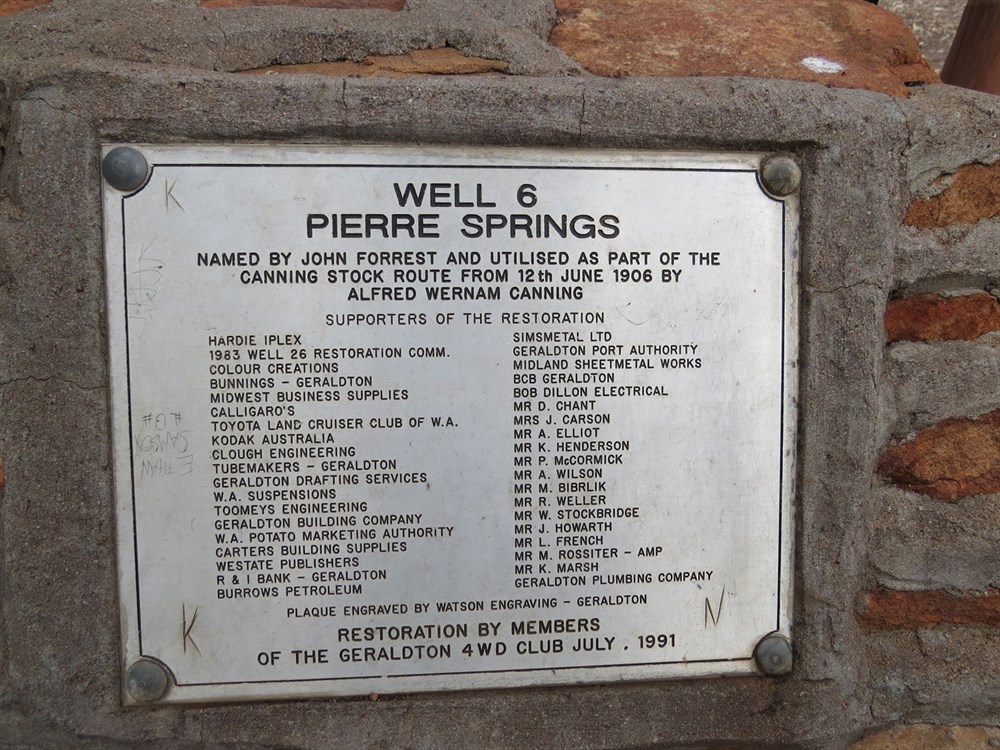 WELL 6
PIERRE SPRINGS
NAMED BY JOHN FORREST AND UTILISED AS PART OF THE
CANNING STOCK ROUTE FROM 12th JUNE 1906 BY
ALFRED WERNAM CANNING
SUPPORTERS OF THE RESTORATION
HARDIE IPLEX
1983 WELL 26 RESTORATION COMM.
COLOUR CREATIONS
BUNNINGS – GERALDTON
MIDWEST BUSINESS SUPPLIES
CALLIGARO'S
TOYOTA LAND CRUISER CLUB OF W.A.
KODAK AUSTRALIA
CLOUGH ENGINEERING
TUBEMAKERS – GERALDTON
GERALDTON DRAFTING SERVICES
W.A. SUSPENSIONS
TOOMEYS ENGINEERING
GERALDTON BUILDING COMPANY
W.A. POTATO MARKETING AUTHORITY
CARTERS BUILDING SUPPLIES
WESTATE PUBLISHERS
R & I BANK – GERALDTON
BURROWS PETROLEUM
SIMSMETAL LTD
GERALDTON PORT AUTHORITY
MIDLAND SHEETMETAL WORKS
BCB GERALDTON
BOB DILLON ELECTRICAL
MR D. CHANT
MRS J. CARSON
MR A. ELLIOT
MR K. HENDERSON
MR P. McCORMICK
MR A. WILSON
MR M. BIBRLIK
MR R. WELLER
MR W. STOCKBRIDGE
MR J. HOWARTH
MR L. FRENCH
MR M. ROSSITER – AMP
MR K. MARSH
GERALDTON PLUMBING COMPANY
PLAQUE ENGRAVED BY WATSON ENGRAVING – GERALDTON
RESTORATION BY MEMBERS
OF THE GERALDTON 4WD CLUB JULY . 1991
K
K
N